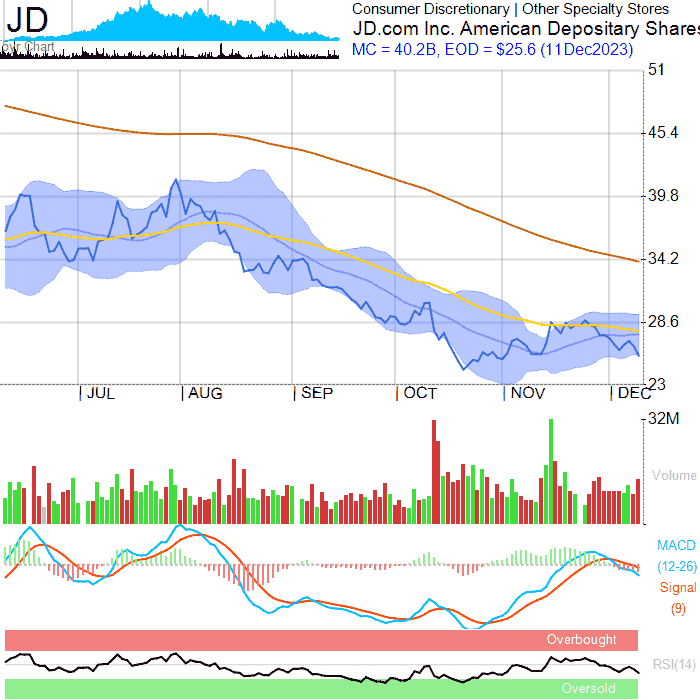 JD
Consumer Discretionary | Other Specialty Stores
JD.com Inc. American Depositary Shares
MC = 40.2B, EOD = $25.6 (11Dec2023)
Chart
51
45.4
39.8
34.2
28.6
23
JUL AUG SEP OCT NOV DEC
32M
Volume
MACD
(12-26)
Signal
(9)
Overbought
RSI(14)
Oversold